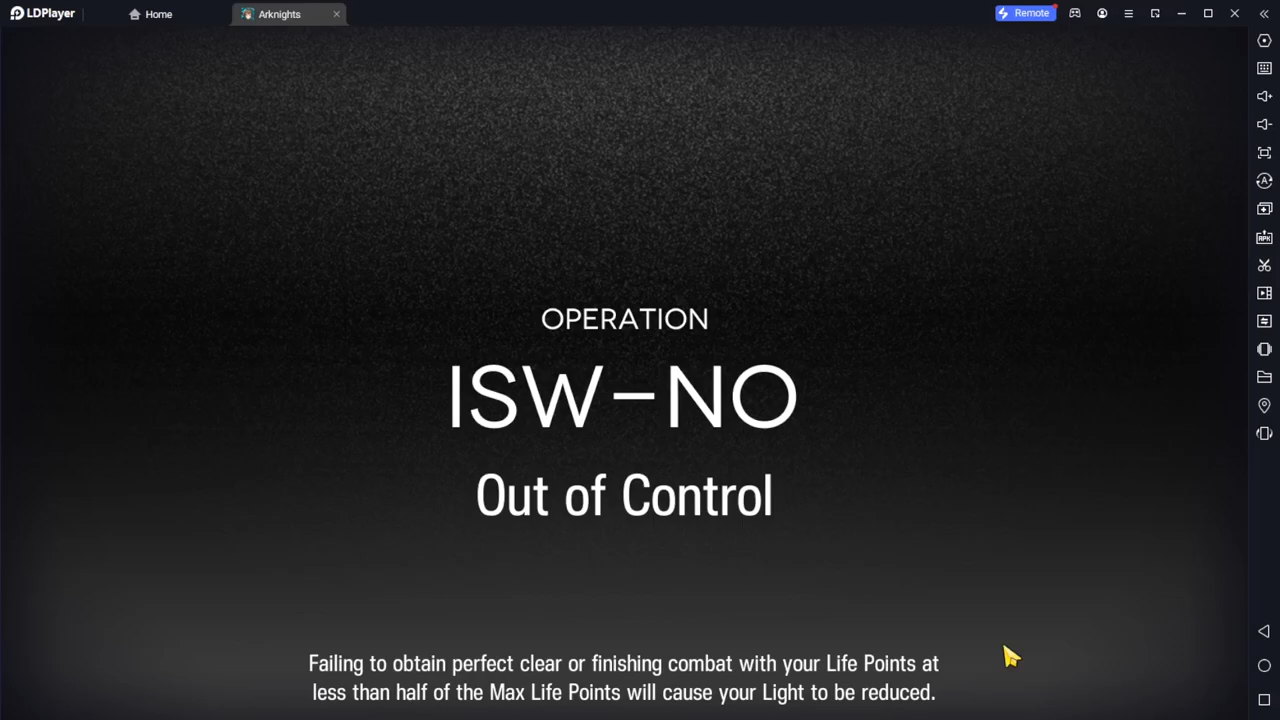 LDPlayer
Home
Arknights
Remote
OPERATION
ISW-NO
Out of Control
Failing to obtain perfect clear or finishing combat with your Life Points at
less than half of the Max Life Points will cause your Light to be reduced.